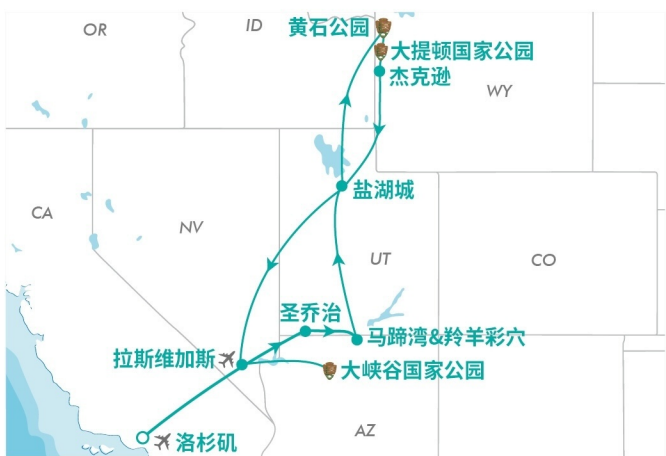 OR
ID
黄石公园
大提顿国家公园
杰克逊
WY
盐湖城
CA
NV
UT
CO
圣乔治
马蹄湾&羚羊彩穴
拉斯维加斯
大峡谷国家公园
AZ
洛杉矶